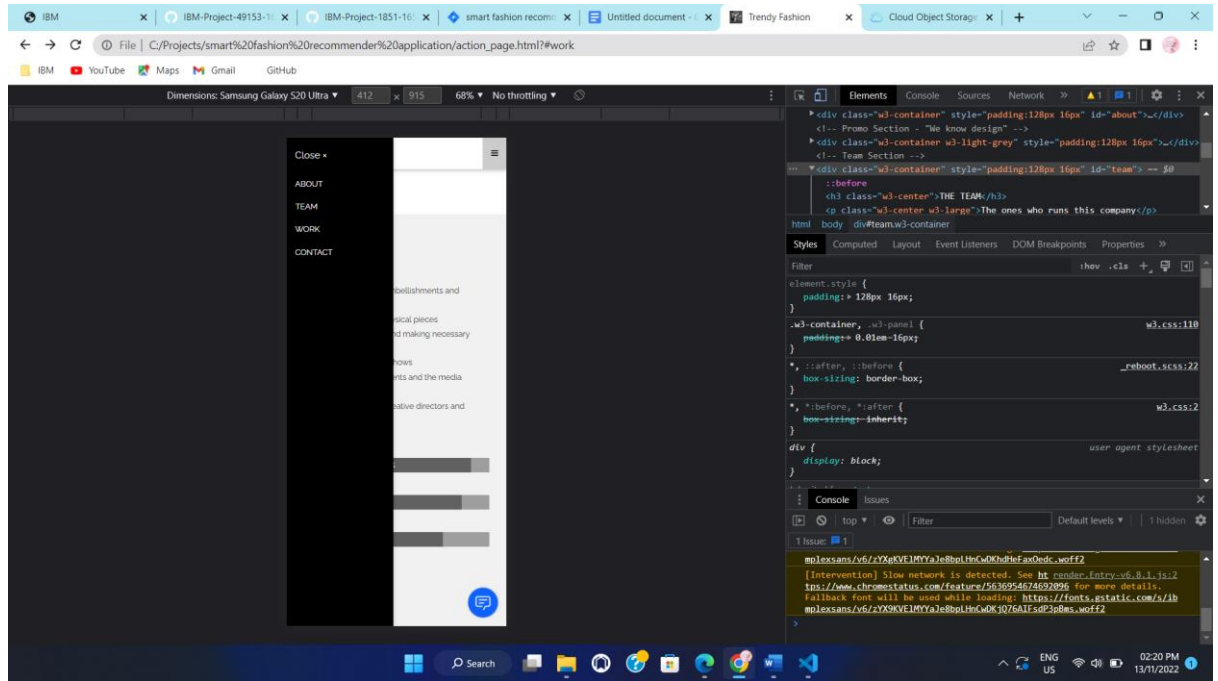 IBM
IBM-Project-49153-1
IBM-Project-1851-16
smart fashion recomm
Untitled document -
Trendy Fashion
Cloud Object Storage
File | C:/Projects/smart%20fashion%20recommender%20application/action_page.html?#work
IBM YouTube Maps Gmail GitHub
Dimensions: Samsung Galaxy S20 Ultra ▼ 412 × 915 68% ▼ No throttling ▼
Close ×
ABOUT
TEAM
WORK
CONTACT
bellishments and
sical pieces
d making necessary
hows
nts and the media
eative directors and
Elements Console Sources Network » 1 1
<div class="w3-container" style="padding:128px 16px" id="about">…</div>
<!-- Promo Section - "We know design" -->
<div class="w3-container w3-light-grey" style="padding:128px 16px">…</div>
<!-- Team Section -->
<div class="w3-container" style="padding:128px 16px" id="team"> == $0
::before
<h3 class="w3-center">THE TEAM</h3>
<p class="w3-center w3-large">The ones who runs this company</p>
html body div#team.w3-container
Styles Computed Layout Event Listeners DOM Breakpoints Properties »
Filter :hov .cls +
element.style {
padding: 128px 16px;
}
.w3-container, .w3-panel { w3.css:110
padding: 0.01em 16px;
}
*, ::after, ::before { _reboot.scss:22
box-sizing: border-box;
}
*, *:before, *:after { w3.css:2
box-sizing: inherit;
}
div { user agent stylesheet
display: block;
}
Console Issues
top ▼ Filter Default levels ▼ 1 hidden
1 Issue: 1
[Intervention] Slow network is detected. See ht render.Entry-v6.8.1.js:2
tps://www.chromestatus.com/feature/5636954674692096 for more details.
Fallback font will be used while loading: https://fonts.gstatic.com/s/ib
Search
ENG
US
02:20 PM
13/11/2022
1